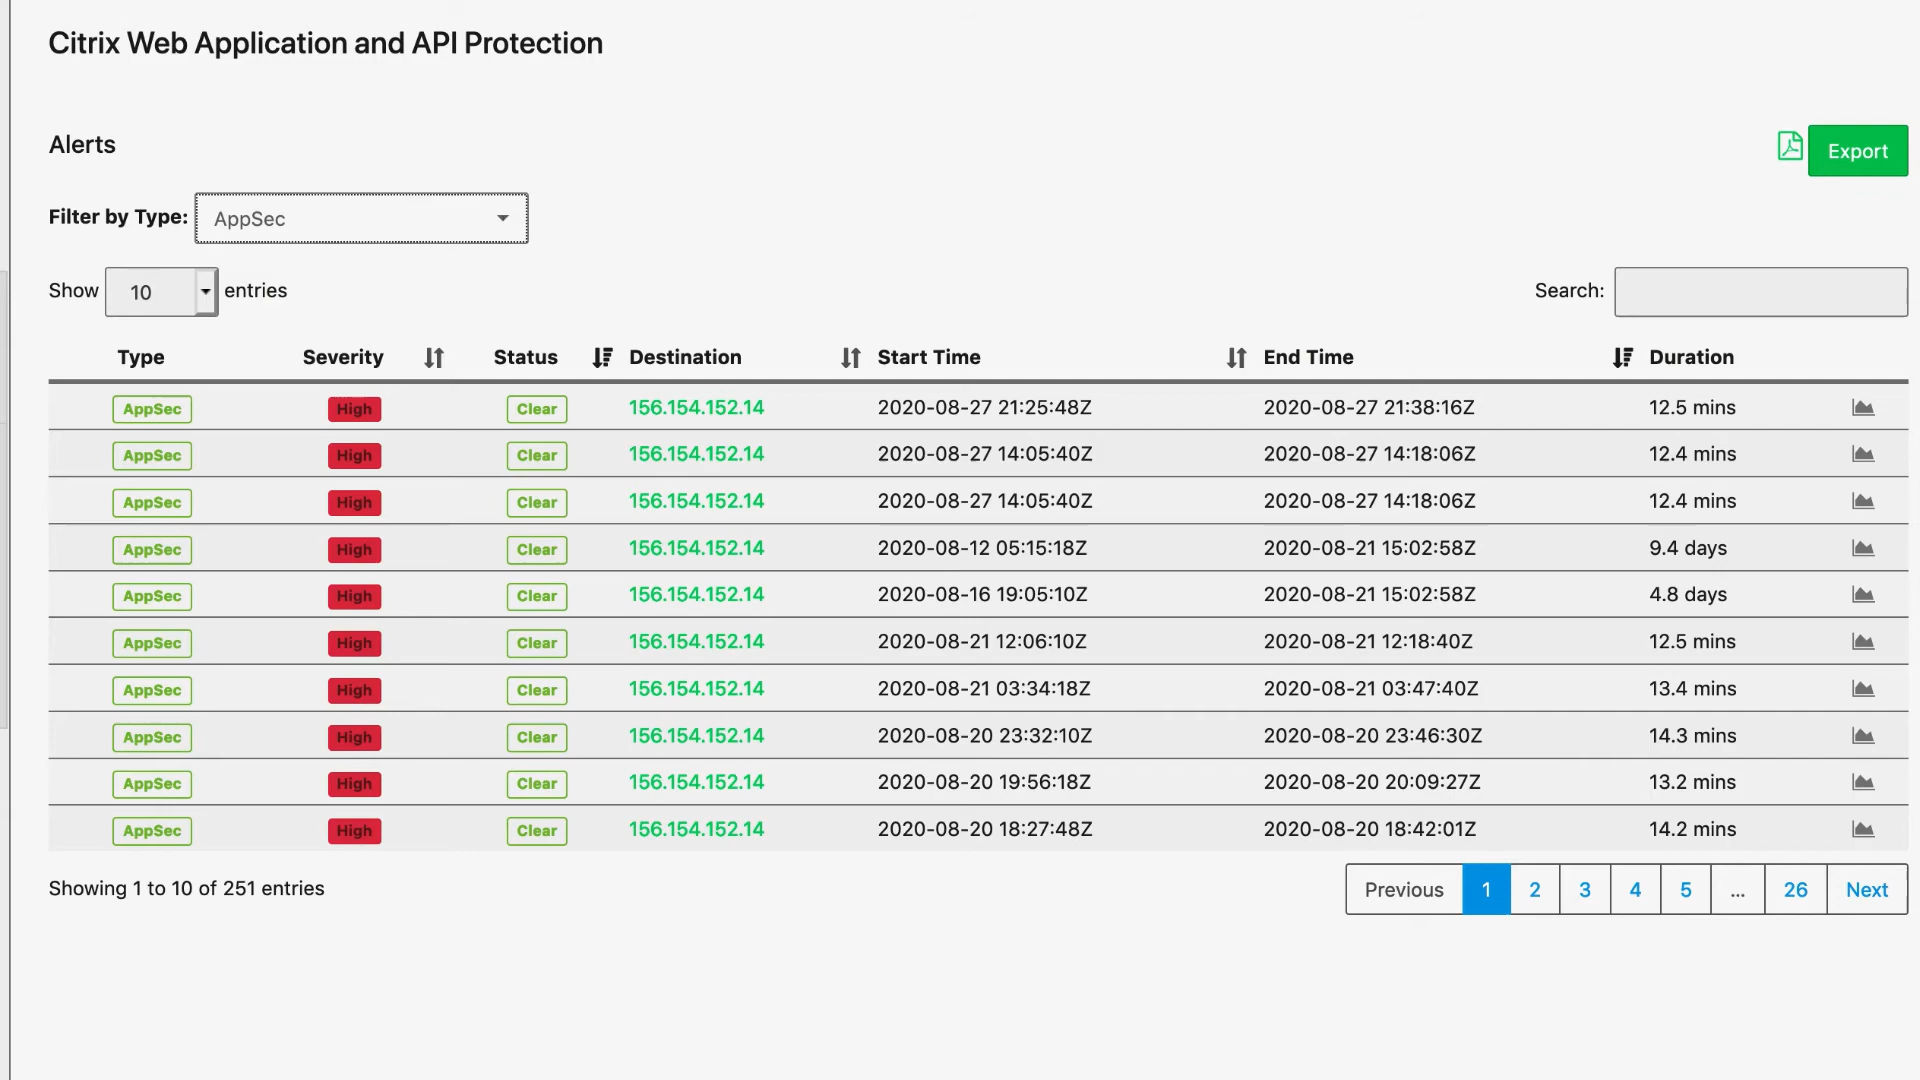 Citrix Web Application and API Protection
Alerts
Export
Filter by Type: AppSec
Show 10 entries
Search:
Type Severity Status Destination Start Time End Time Duration
AppSec High Clear 156.154.152.14 2020-08-27 21:25:48Z 2020-08-27 21:38:16Z 12.5 mins
AppSec High Clear 156.154.152.14 2020-08-27 14:05:40Z 2020-08-27 14:18:06Z 12.4 mins
AppSec High Clear 156.154.152.14 2020-08-27 14:05:40Z 2020-08-27 14:18:06Z 12.4 mins
AppSec High Clear 156.154.152.14 2020-08-12 05:15:18Z 2020-08-21 15:02:58Z 9.4 days
AppSec High Clear 156.154.152.14 2020-08-16 19:05:10Z 2020-08-21 15:02:58Z 4.8 days
AppSec High Clear 156.154.152.14 2020-08-21 12:06:10Z 2020-08-21 12:18:40Z 12.5 mins
AppSec High Clear 156.154.152.14 2020-08-21 03:34:18Z 2020-08-21 03:47:40Z 13.4 mins
AppSec High Clear 156.154.152.14 2020-08-20 23:32:10Z 2020-08-20 23:46:30Z 14.3 mins
AppSec High Clear 156.154.152.14 2020-08-20 19:56:18Z 2020-08-20 20:09:27Z 13.2 mins
AppSec High Clear 156.154.152.14 2020-08-20 18:27:48Z 2020-08-20 18:42:01Z 14.2 mins
Showing 1 to 10 of 251 entries
Previous 1 2 3 4 5 ... 26 Next